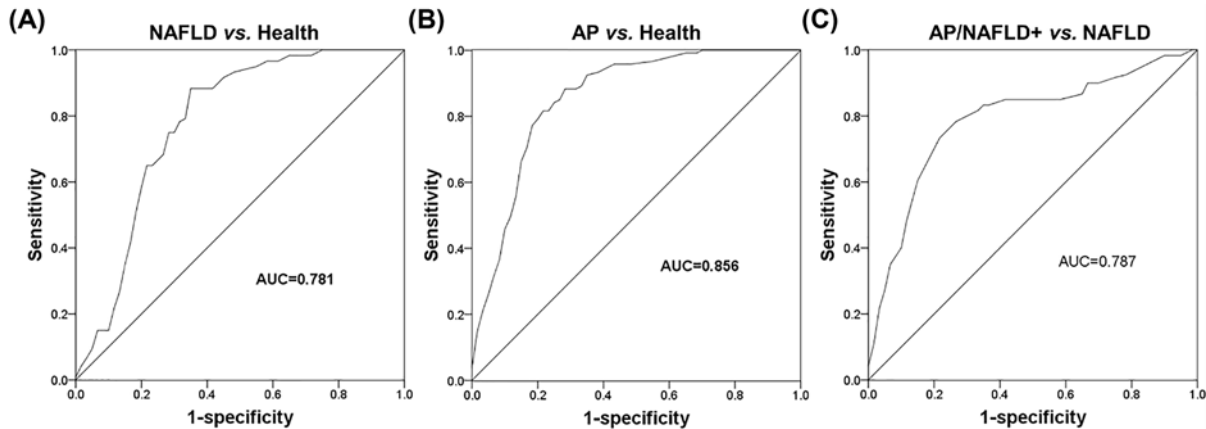 (A)
NAFLD vs. Health
Sensitivity
1.0
0.8
0.6
0.4
0.2
0.0
AUC=0.781
0.0 0.2 0.4 0.6 0.8 1.0
1-specificity
(B)
AP vs. Health
Sensitivity
1.0
0.8
0.6
0.4
0.2
0.0
AUC=0.856
0.0 0.2 0.4 0.6 0.8 1.0
1-specificity
(C)
AP/NAFLD+ vs. NAFLD
Sensitivity
1.0
0.8
0.6
0.4
0.2
0.0
AUC=0.787
0.0 0.2 0.4 0.6 0.8 1.0
1-specificity